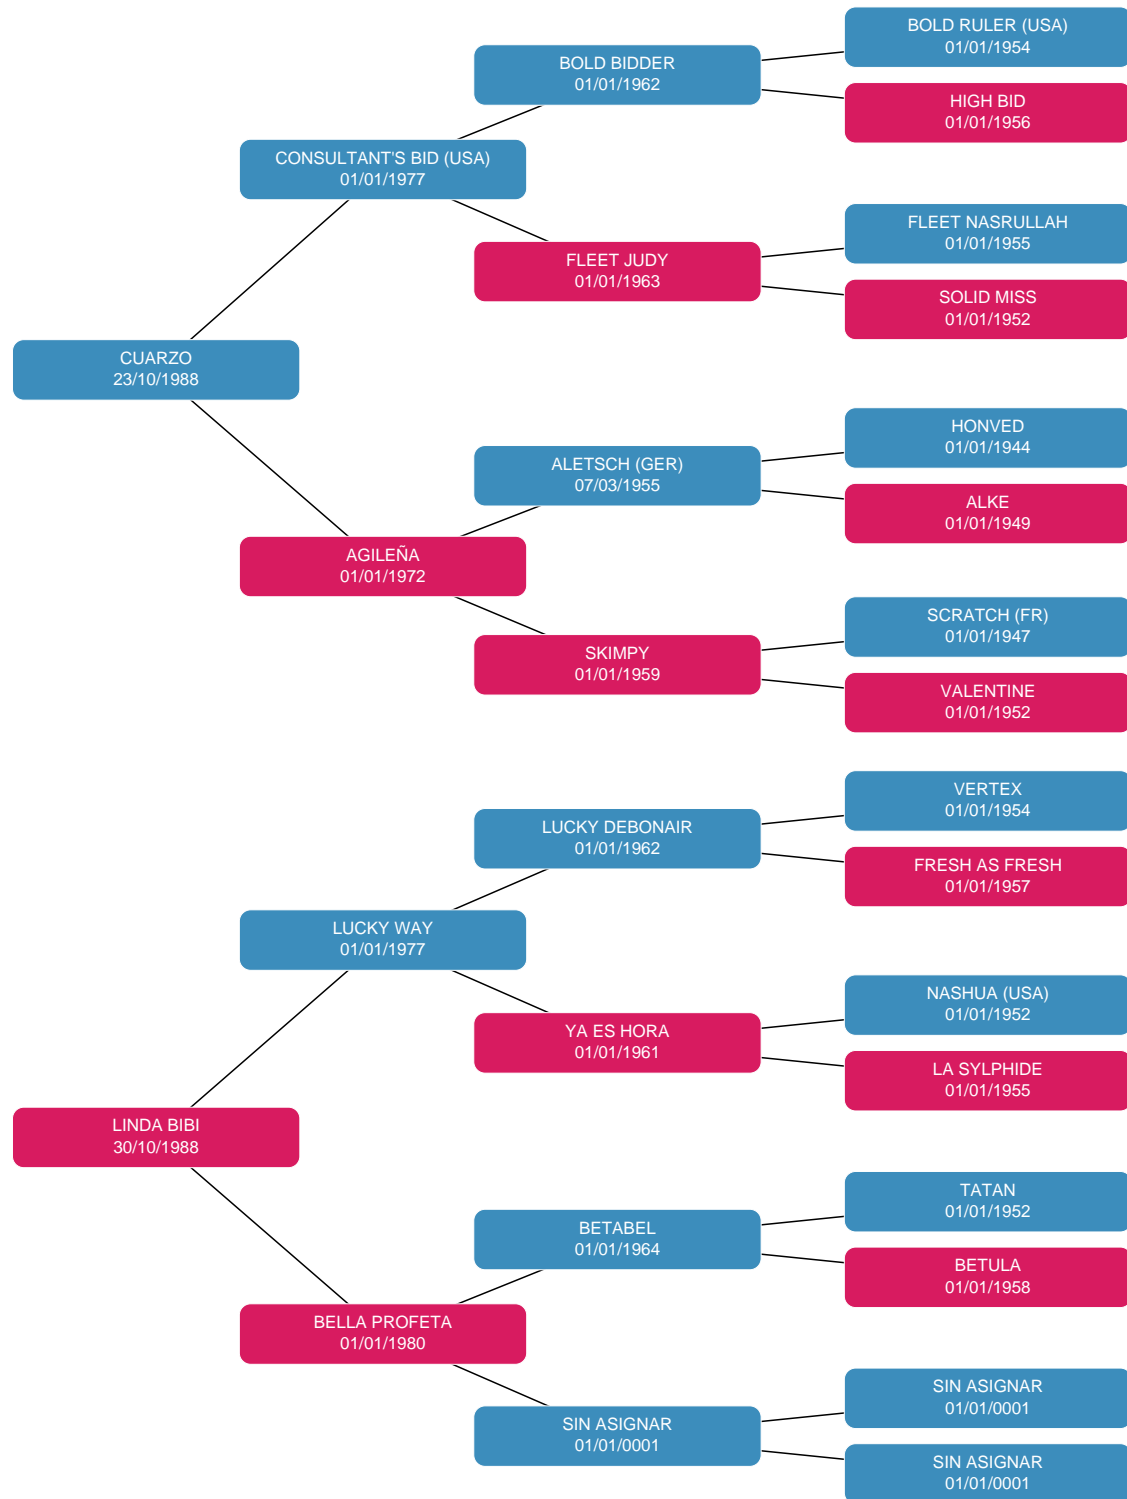 BOLD RULER (USA)
01/01/1954
BOLD BIDDER
01/01/1962
HIGH BID
01/01/1956
CONSULTANT'S BID (USA)
01/01/1977
FLEET NASRULLAH
01/01/1955
FLEET JUDY
01/01/1963
SOLID MISS
01/01/1952
CUARZO
23/10/1988
HONVED
01/01/1944
ALETSCH (GER)
07/03/1955
ALKE
01/01/1949
AGILEÑA
01/01/1972
SCRATCH (FR)
01/01/1947
SKIMPY
01/01/1959
VALENTINE
01/01/1952
VERTEX
01/01/1954
LUCKY DEBONAIR
01/01/1962
FRESH AS FRESH
01/01/1957
LUCKY WAY
01/01/1977
NASHUA (USA)
01/01/1952
YA ES HORA
01/01/1961
LA SYLPHIDE
01/01/1955
LINDA BIBI
30/10/1988
TATAN
01/01/1952
BETABEL
01/01/1964
BETULA
01/01/1958
BELLA PROFETA
01/01/1980
SIN ASIGNAR
01/01/0001
SIN ASIGNAR
01/01/0001
SIN ASIGNAR
01/01/0001